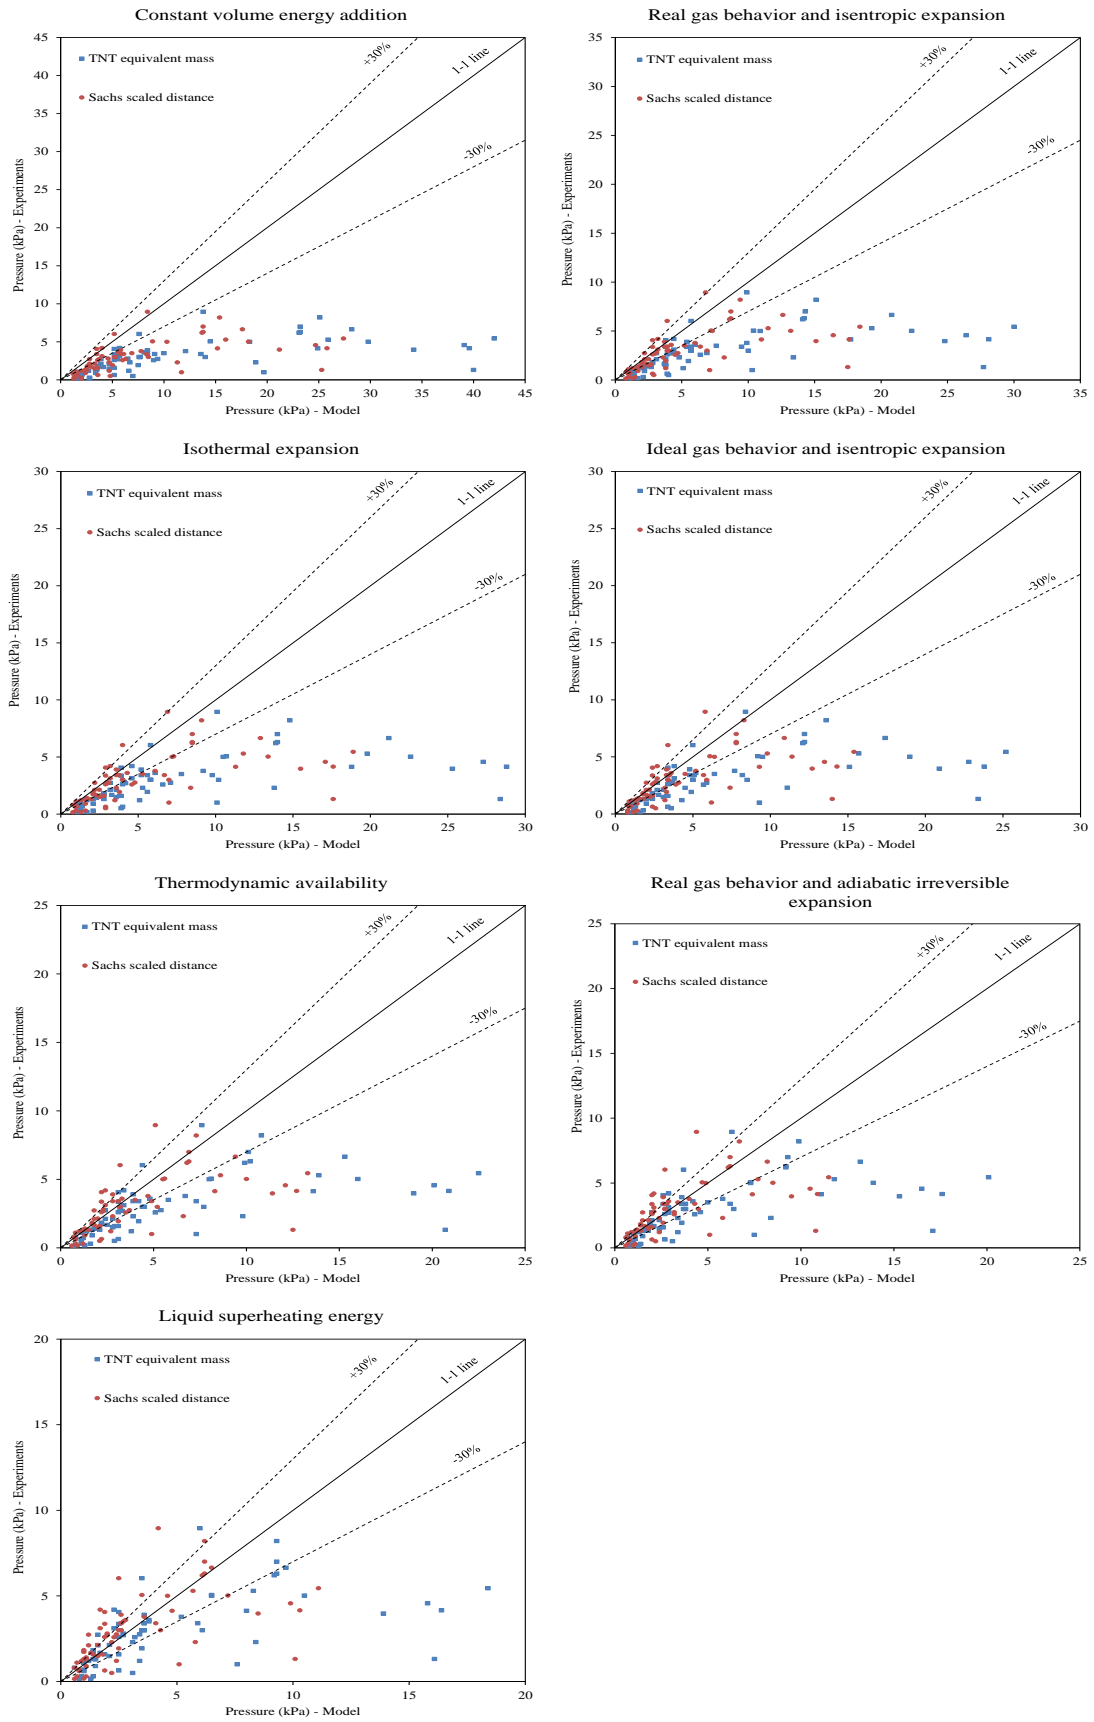 Constant volume energy addition
45
40
35
30
25
20
15
10
5
0
Pressure (kPa) - Experiments
TNT equivalent mass
Sachs scaled distance
+30%
1-1 line
-30%
0 5 10 15 20 25 30 35 40 45
Pressure (kPa) - Model
Real gas behavior and isentropic expansion
35
30
25
20
15
10
5
0
Pressure (kPa) - Experiments
TNT equivalent mass
Sachs scaled distance
+30%
1-1 line
-30%
0 5 10 15 20 25 30 35
Pressure (kPa) - Model
Isothermal expansion
30
25
20
15
10
5
0
Pressure (kPa) - Experiments
TNT equivalent mass
Sachs scaled distance
+30%
1-1 line
-30%
0 5 10 15 20 25 30
Pressure (kPa) - Model
Ideal gas behavior and isentropic expansion
30
25
20
15
10
5
0
Pressure (kPa) - Experiments
TNT equivalent mass
Sachs scaled distance
+30%
1-1 line
-30%
0 5 10 15 20 25 30
Pressure (kPa) - Model
Thermodynamic availability
25
20
15
10
5
0
Pressure (kPa) - Experiments
TNT equivalent mass
Sachs scaled distance
+30%
1-1 line
-30%
0 5 10 15 20 25
Pressure (kPa) - Model
Real gas behavior and adiabatic irreversible
expansion
25
20
15
10
5
0
Pressure (kPa) - Experiments
TNT equivalent mass
Sachs scaled distance
+30%
1-1 line
-30%
0 5 10 15 20 25
Pressure (kPa) - Model
Liquid superheating energy
20
15
10
5
0
Pressure (kPa) - Experiments
TNT equivalent mass
Sachs scaled distance
+30%
1-1 line
-30%
0 5 10 15 20
Pressure (kPa) - Model